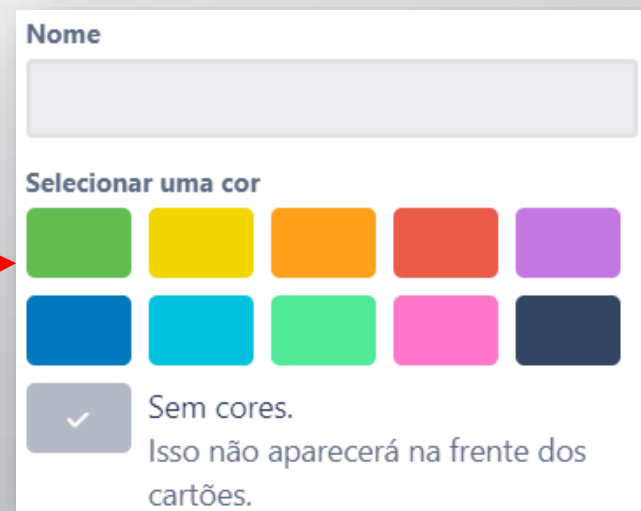 Nome
Selecionar uma cor
Sem cores.
Isso não aparecerá na frente dos
cartões.